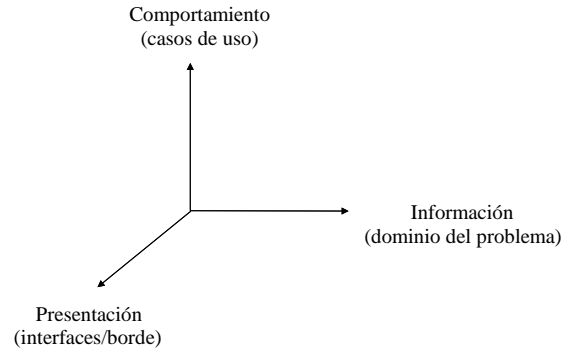 Comportamiento
(casos de uso)
Información
(dominio del problema)
Presentación
(interfaces/borde)